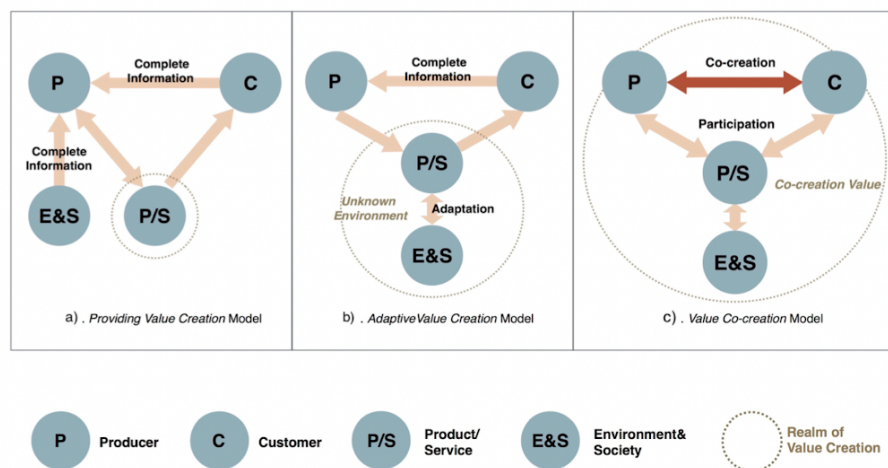 Complete
Information
P
C
Complete
Information
E&S
P/S
a) . Providing Value Creation Model
Complete
Information
P
C
P/S
Unknown
Environment
Adaptation
E&S
b) . AdaptiveValue Creation Model
Co-creation
P
C
Participation
P/S
Co-creation Value
E&S
c) . Value Co-creation Model
P
Producer
C
Customer
P/S
Product/
Service
E&S
Environment&
Society
Realm of
Value Creation